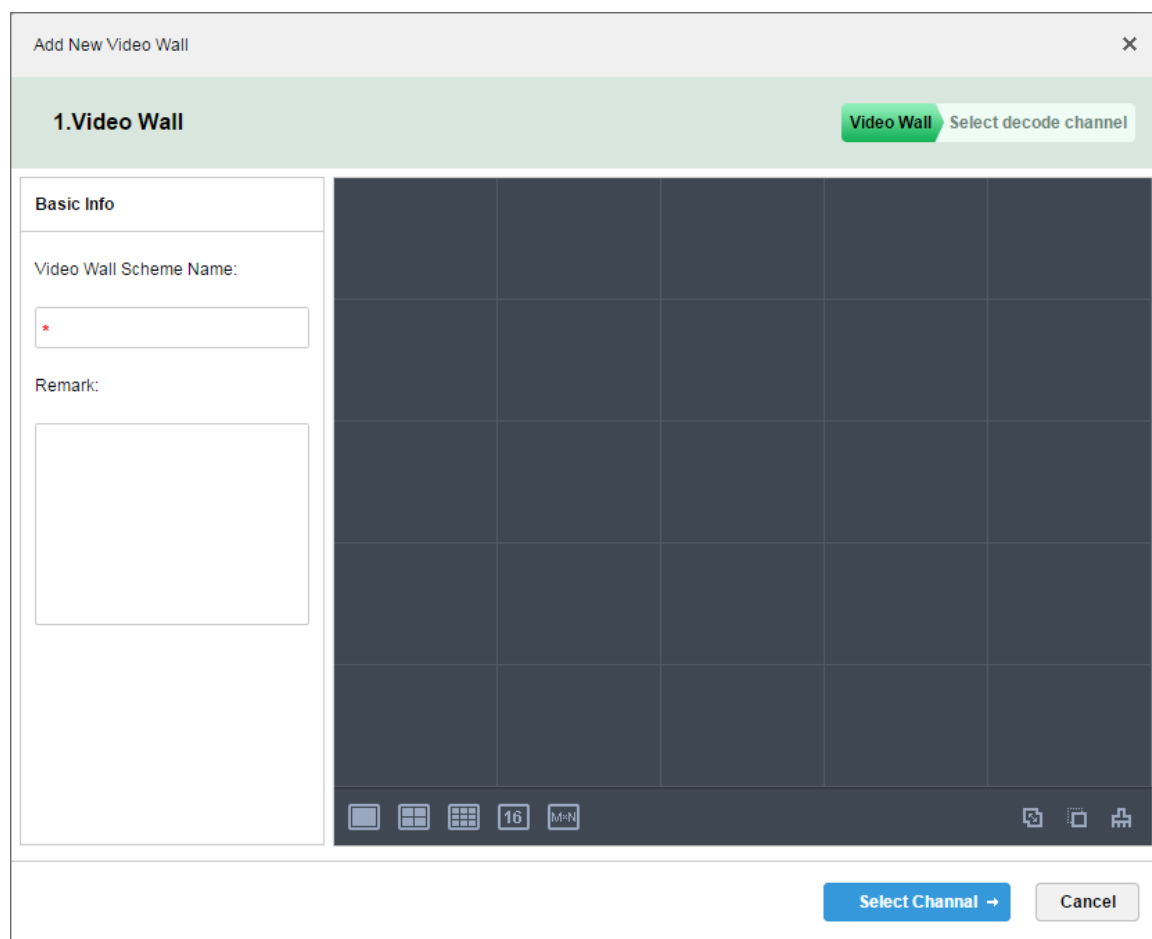 Add New Video Wall
1.Video Wall
Video Wall
Select decode channel
Basic Info
Video Wall Scheme Name:
*
Remark:
16
M×N
Select Channal →
Cancel